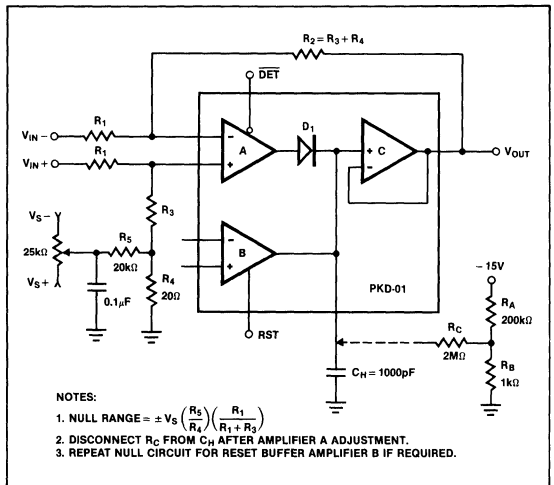 R2 = R3 + R4
DET
R1
VIN−
−
A
+
D1
+
C
−
VOUT
R1
VIN+
R3
VS−
25kΩ
VS+
R5
20kΩ
0.1µF
R4
20Ω
−
B
+
PKD-01
RST
−15V
RA
200kΩ
RC
2MΩ
RB
1kΩ
CH = 1000pF
NOTES:
1. NULL RANGE = ± VS (R5/R4) (R1/R1 + R3)
2. DISCONNECT RC FROM CH AFTER AMPLIFIER A ADJUSTMENT.
3. REPEAT NULL CIRCUIT FOR RESET BUFFER AMPLIFIER B IF REQUIRED.